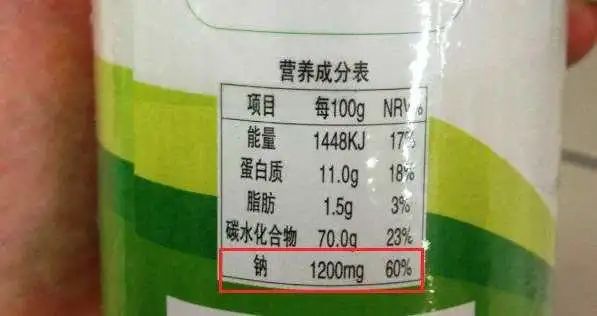 营养成分表
项目 每100g NRV%
能量 1448KJ 17%
蛋白质 11.0g 18%
脂肪 1.5g 3%
碳水化合物 70.0g 23%
钠 1200mg 60%